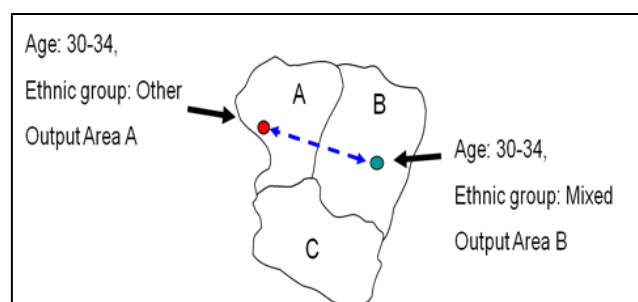 Age: 30-34,
Ethnic group: Other
Output Area A
A
B
C
Age: 30-34,
Ethnic group: Mixed
Output Area B